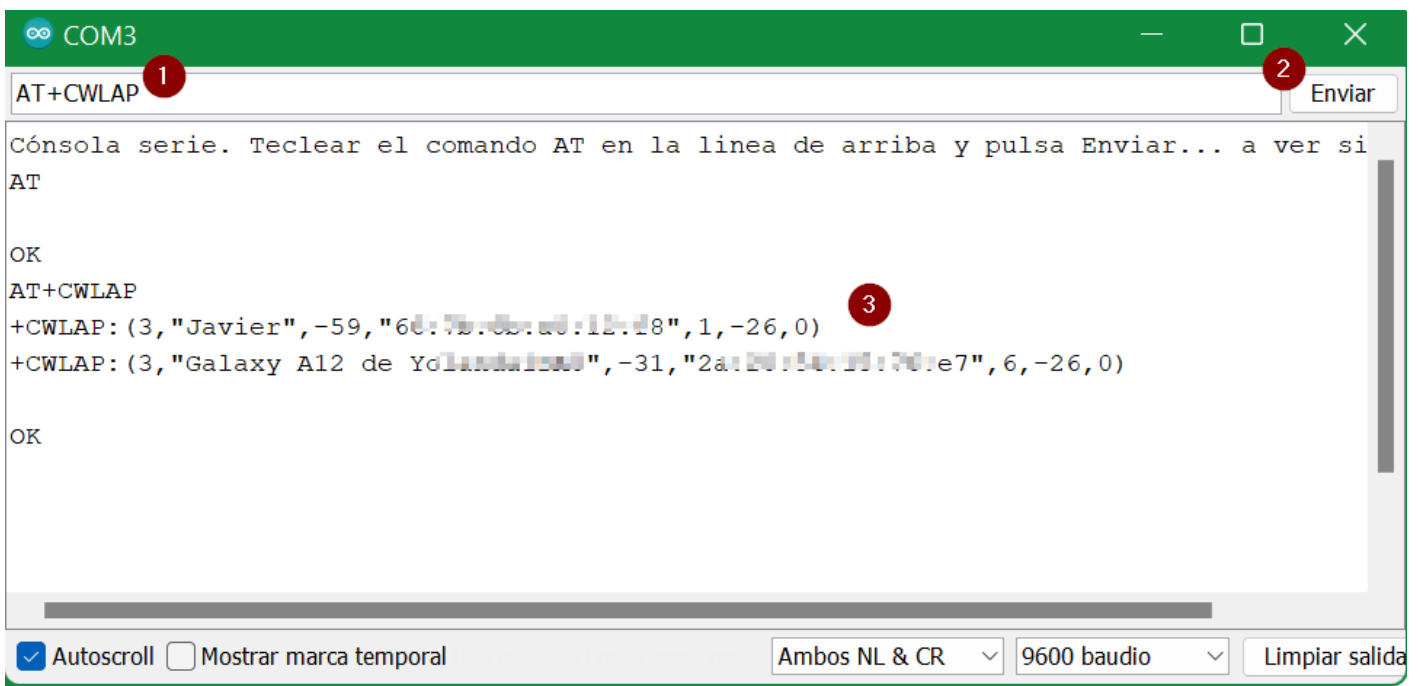 COM3
1
2
AT+CWLAP
Enviar
Cónsola serie. Teclear el comando AT en la linea de arriba y pulsa Enviar... a ver si
AT
OK
AT+CWLAP
3
+CWLAP:(3,"Javier",-59,"6 8",1,-26,0)
+CWLAP:(3,"Galaxy A12 de ",-31,"2a e7",6,-26,0)
OK
Autoscroll
Mostrar marca temporal
Ambos NL & CR
9600 baudio
Limpiar salida